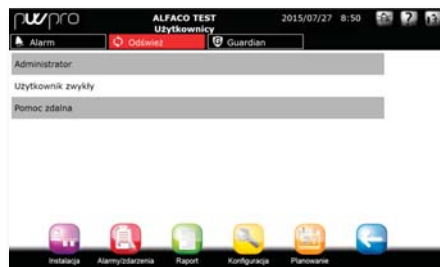 pwpro ALFACO TEST 2015/07/27 8:50
Użytkownicy
Alarm Odśwież Guardian
Administrator
Użytkownik zwykły
Pomoc zdalna
Instalacja Alarmy/zdarzenia Raport Konfiguracja Planowanie